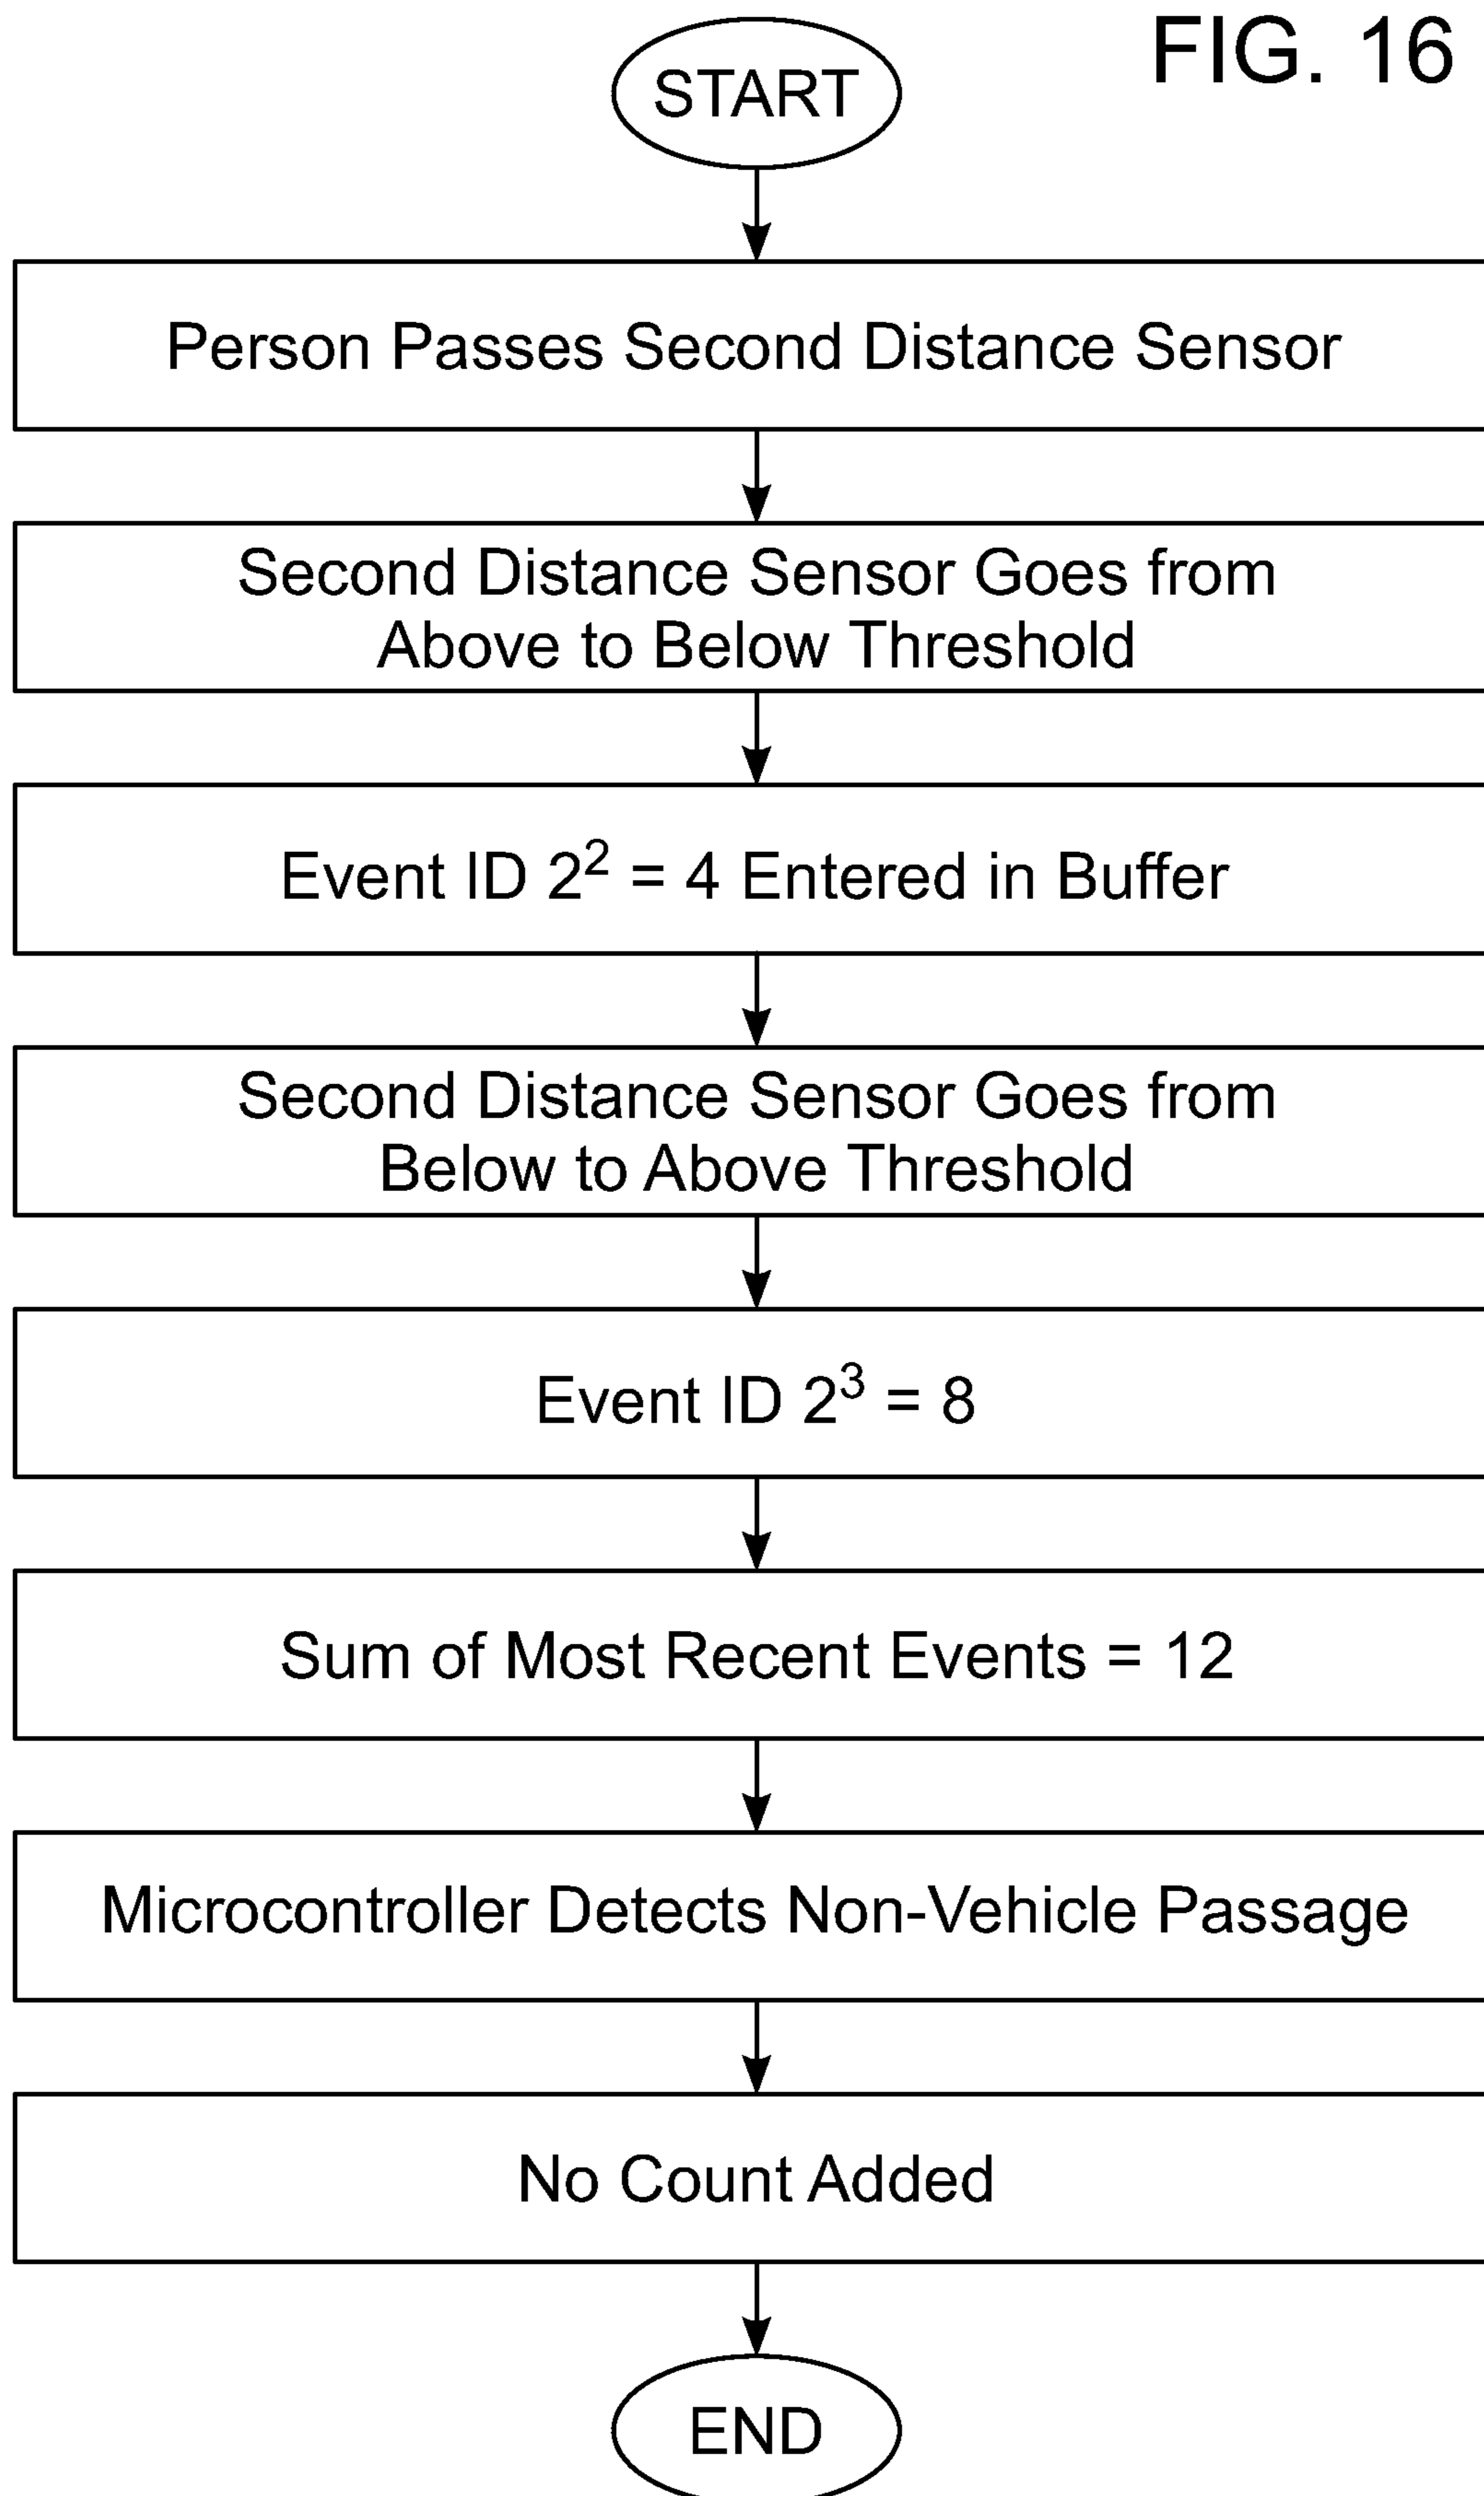 FIG. 16
START
Person Passes Second Distance Sensor
Second Distance Sensor Goes from
Above to Below Threshold
Event ID 2² = 4 Entered in Buffer
Second Distance Sensor Goes from
Below to Above Threshold
Event ID 2³ = 8
Sum of Most Recent Events = 12
Microcontroller Detects Non-Vehicle Passage
No Count Added
END